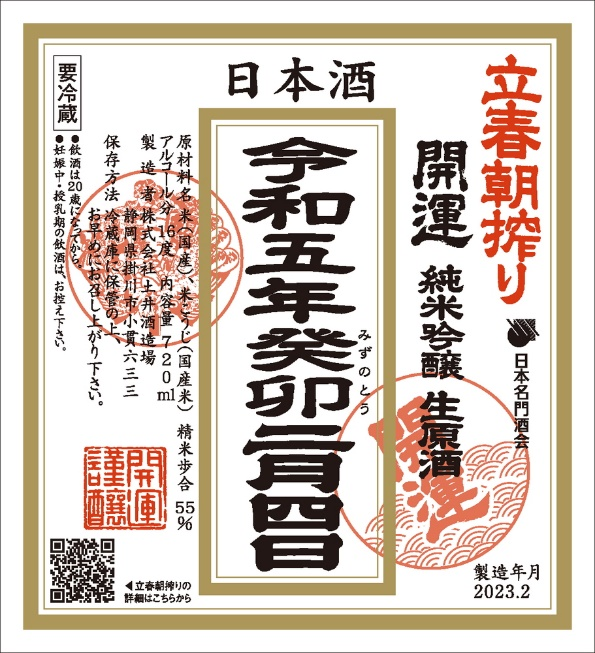 日本酒
立春朝搾り
開運 純米吟醸 生原酒
日本名門酒会
令和五年癸卯二月四日
みずのとう
原材料名 米(国産)、米こうじ(国産米) 精米歩合 55%
アルコール分 16度 内容量 720ml
製造者 株式会社土井酒造場
静岡県掛川市小貫六三三
保存方法 冷蔵庫に保管の上、
お早めにお召し上がり下さい。
●飲酒は20歳になってから。
●妊娠中・授乳期の飲酒は、お控え下さい。
要冷蔵
開運
開運
謹醸
◀立春朝搾りの
詳細はこちらから
製造年月
2023.2